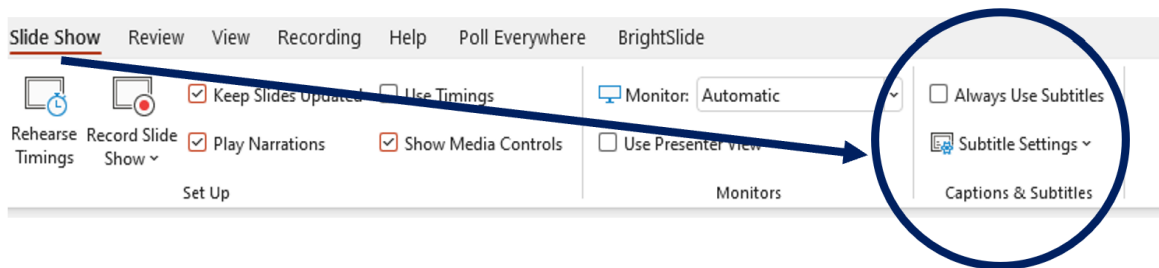 Slide Show Review View Recording Help Poll Everywhere BrightSlide
Keep Slides Updated Use Timings Monitor: Automatic Always Use Subtitles
Rehearse Timings Record Slide Show Play Narrations Show Media Controls Use Presenter View Subtitle Settings
Set Up Monitors Captions & Subtitles